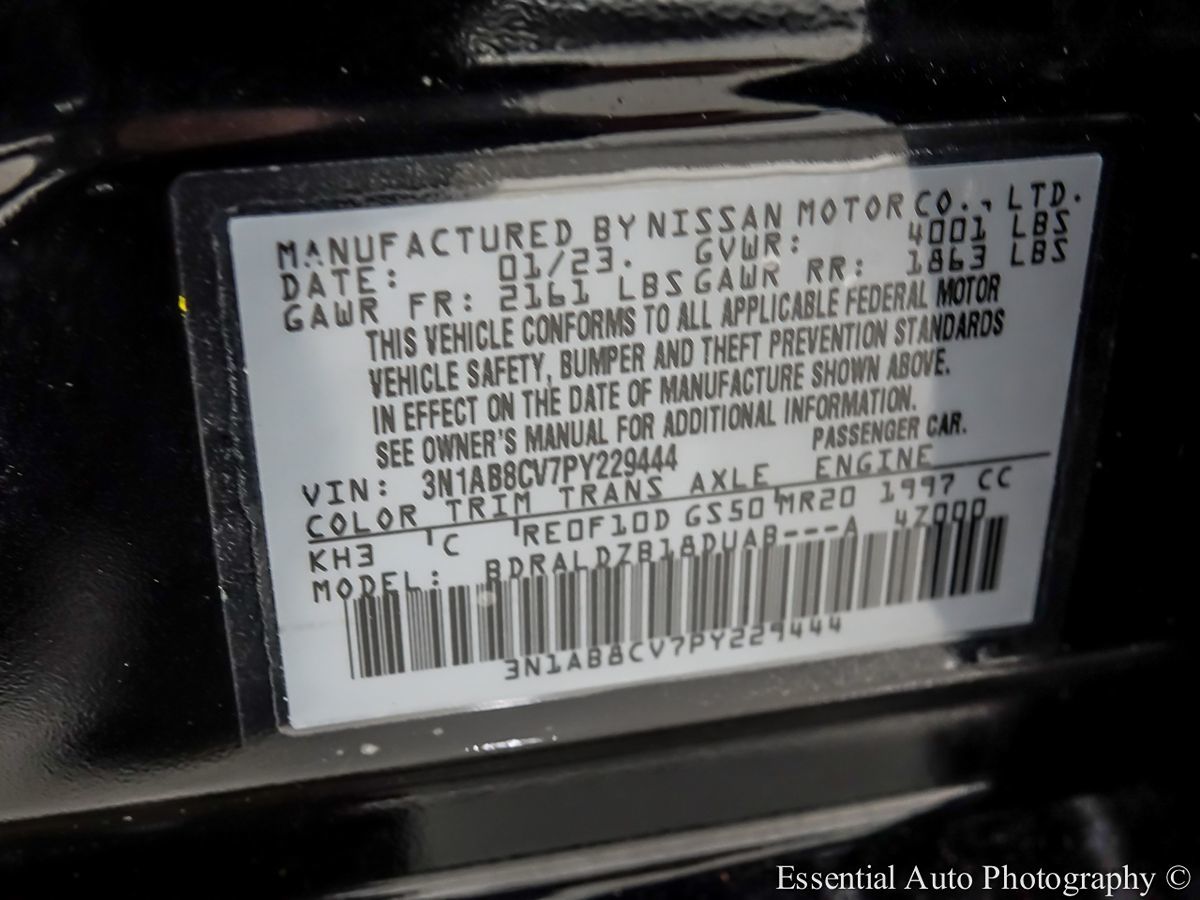 MANUFACTURED BY NISSAN MOTOR CO., LTD.
DATE: 01/23. GVWR: 4001 LBS
GAWR FR: 2161 LBS GAWR RR: 1863 LBS
THIS VEHICLE CONFORMS TO ALL APPLICABLE FEDERAL MOTOR
VEHICLE SAFETY, BUMPER AND THEFT PREVENTION STANDARDS
IN EFFECT ON THE DATE OF MANUFACTURE SHOWN ABOVE.
SEE OWNER'S MANUAL FOR ADDITIONAL INFORMATION.
VIN: 3N1AB8CV7PY229444 PASSENGER CAR.
COLOR TRIM TRANS AXLE ENGINE
KH3 C RE0F10D GS50 MR20 1997 CC
MODEL: BDRALDZB18DUAB---A 4Z000
3N1AB8CV7PY229444
Essential Auto Photography ©